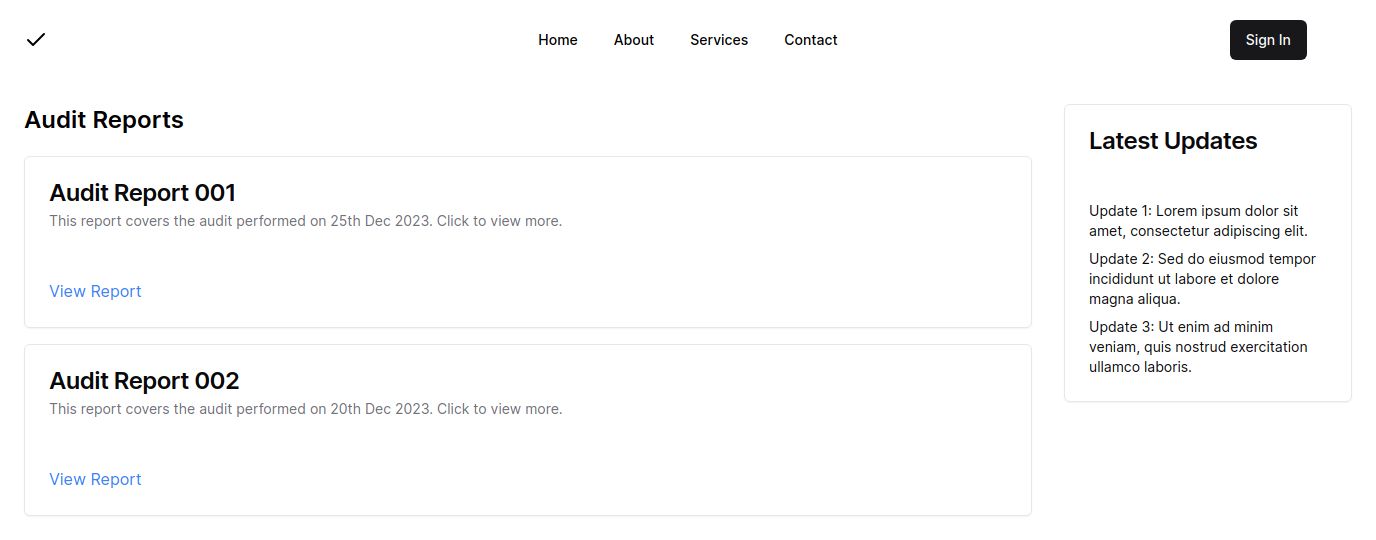 Home
About
Services
Contact
Sign In
Audit Reports
Audit Report 001
This report covers the audit performed on 25th Dec 2023. Click to view more.
View Report
Audit Report 002
This report covers the audit performed on 20th Dec 2023. Click to view more.
View Report
Latest Updates
Update 1: Lorem ipsum dolor sit
amet, consectetur adipiscing elit.
Update 2: Sed do eiusmod tempor
incididunt ut labore et dolore
magna aliqua.
Update 3: Ut enim ad minim
veniam, quis nostrud exercitation
ullamco laboris.